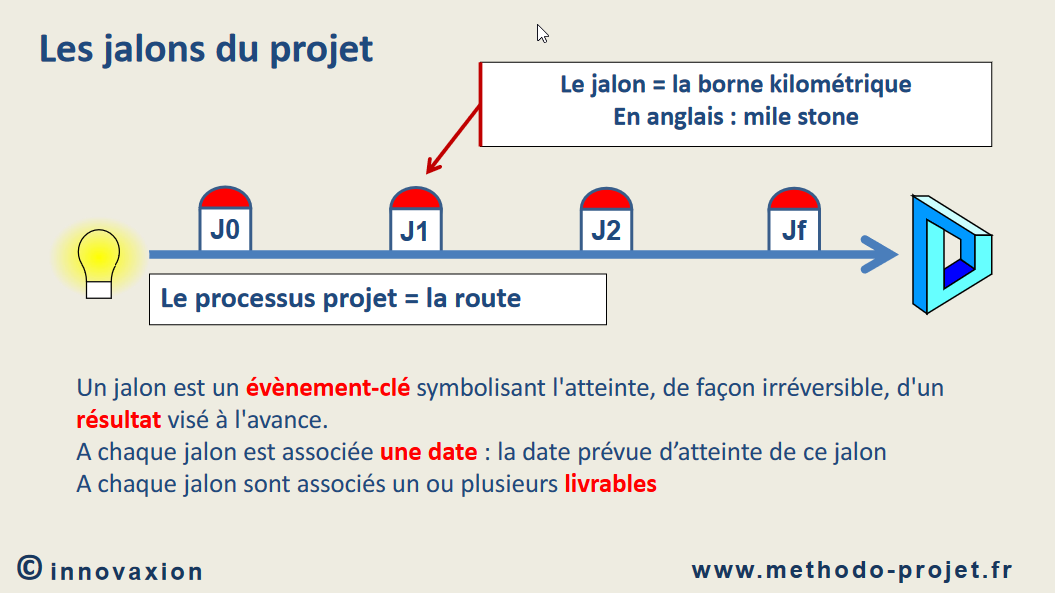 Les jalons du projet
Le jalon = la borne kilométrique
En anglais : mile stone
J0
J1
J2
Jf
Le processus projet = la route
Un jalon est un évènement-clé symbolisant l'atteinte, de façon irréversible, d'un
résultat visé à l'avance.
A chaque jalon est associée une date : la date prévue d’atteinte de ce jalon
A chaque jalon sont associés un ou plusieurs livrables
© innovaxion
www.methodo-projet.fr